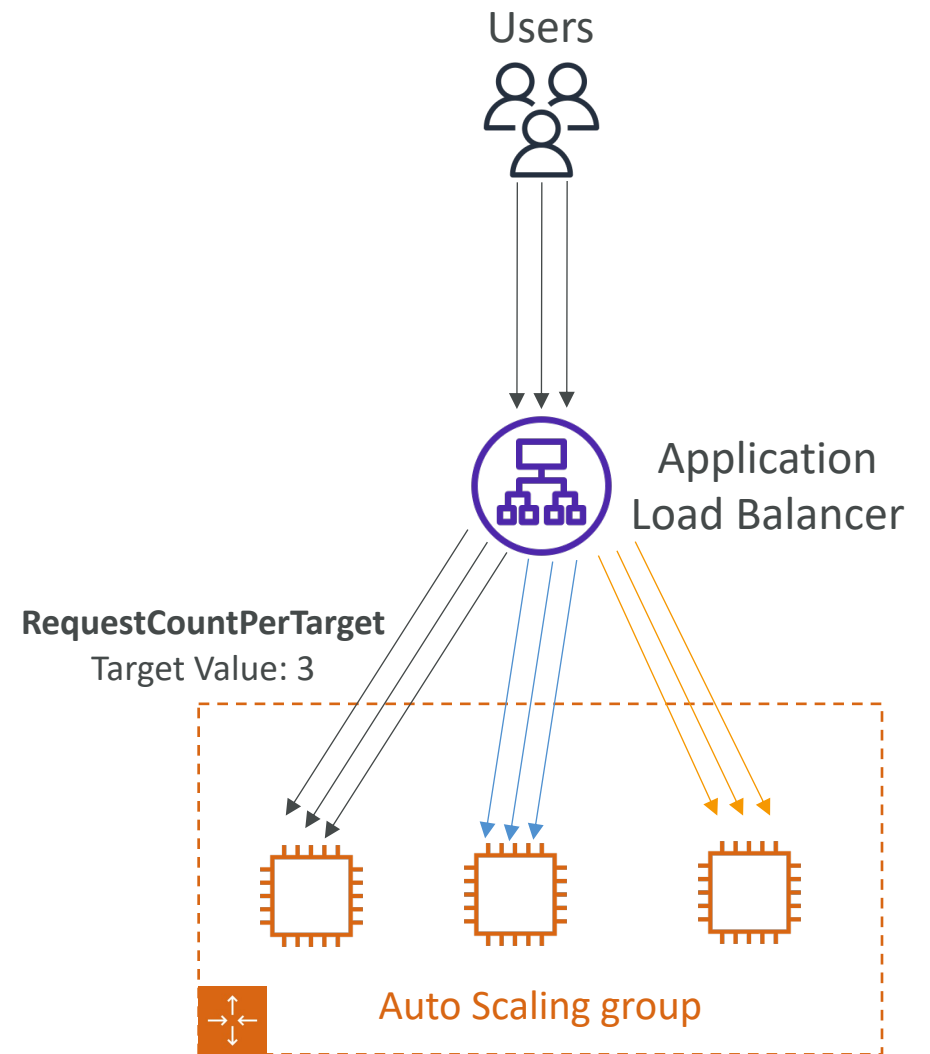 Users
Application
Load Balancer
RequestCountPerTarget
Target Value: 3
Auto Scaling group